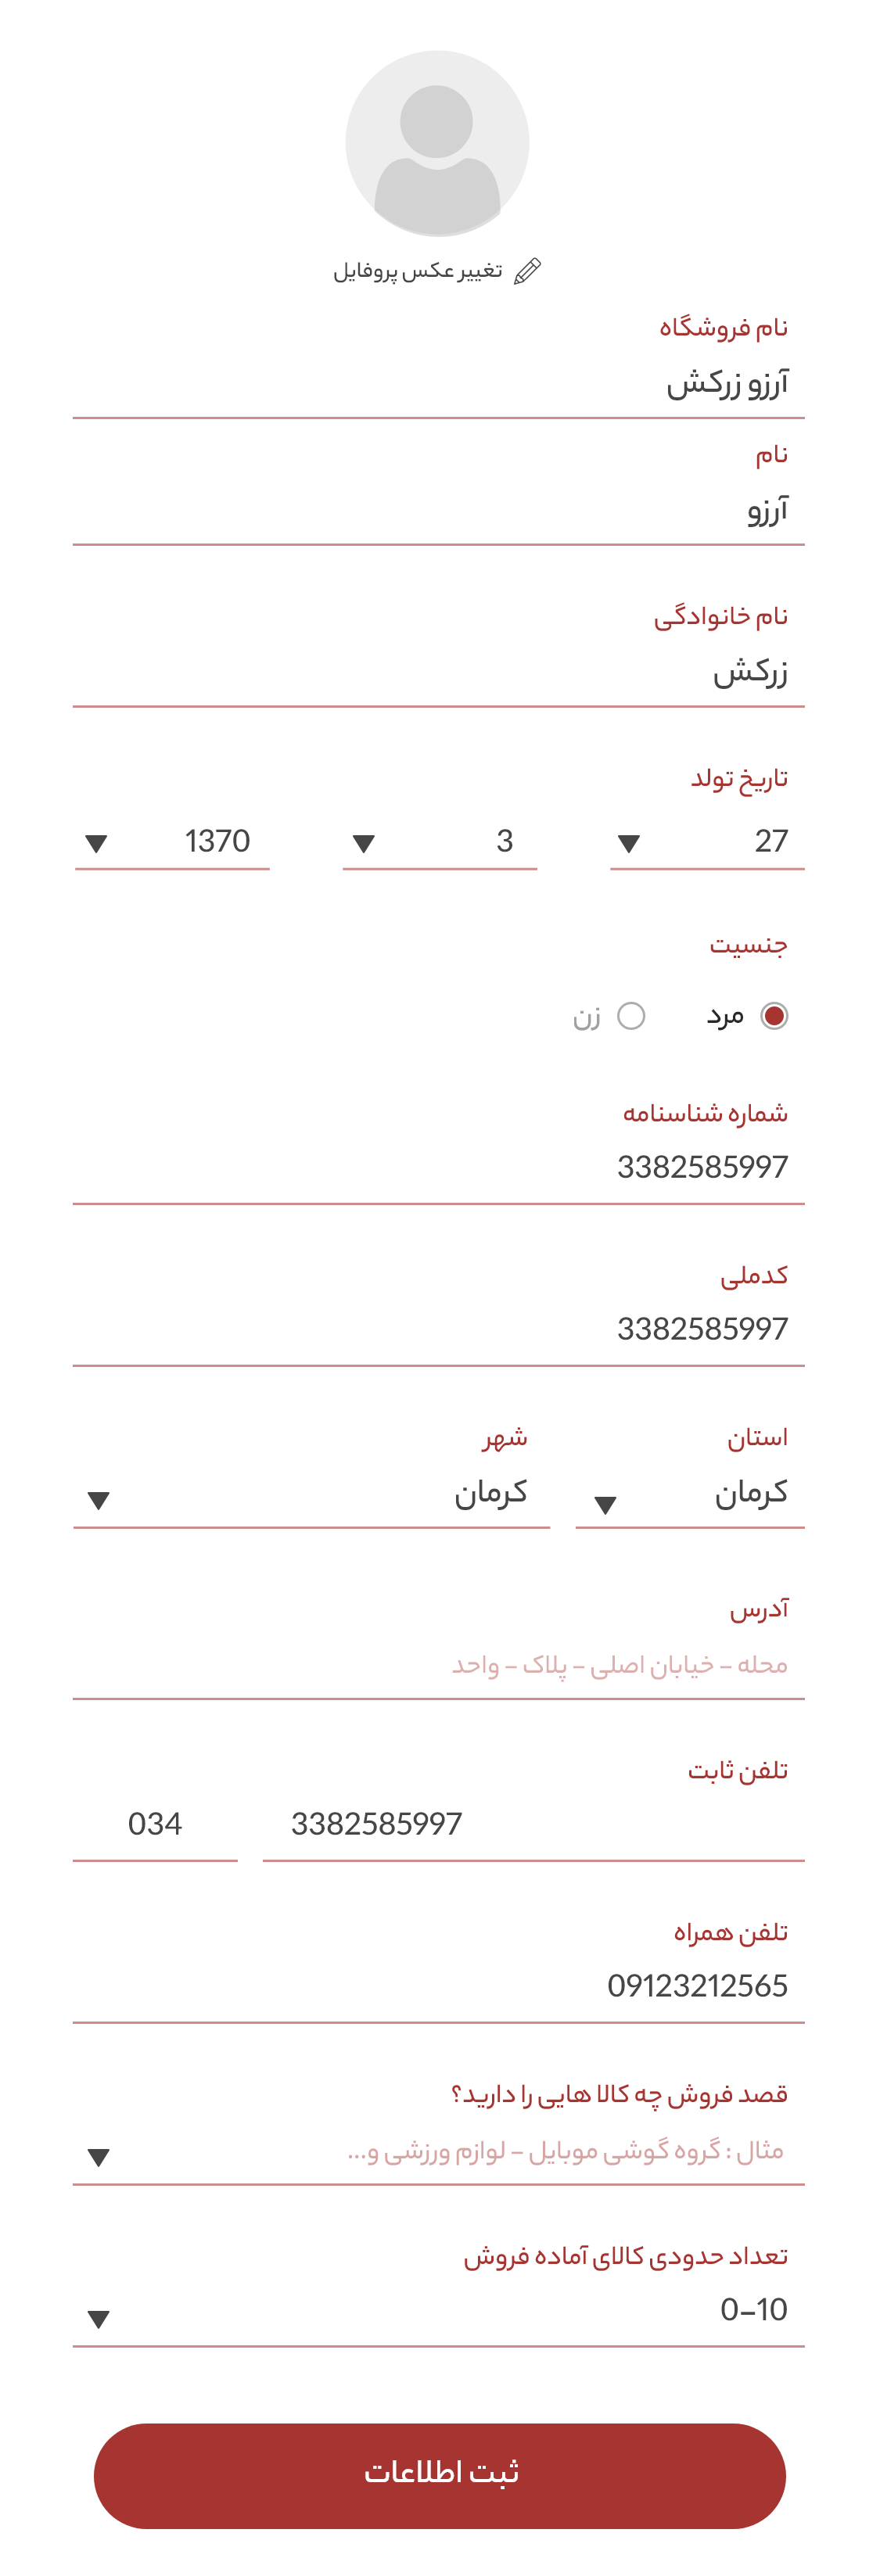 تغییر عکس پروفایل
نام فروشگاه
آرزو زرکش
نام
آرزو
نام خانوادگی
زرکش
تاریخ تولد
27 3 1370
جنسیت
مرد زن
شماره شناسنامه
3382585997
کدملی
3382585997
استان شهر
کرمان کرمان
آدرس
محله – خیابان اصلی – پلاک – واحد
تلفن ثابت
3382585997 034
تلفن همراه
09123212565
قصد فروش چه کالا هایی را دارید؟
مثال : گروه گوشی موبایل – لوازم ورزشی و...
تعداد حدودی کالای آماده فروش
0–10
ثبت اطلاعات